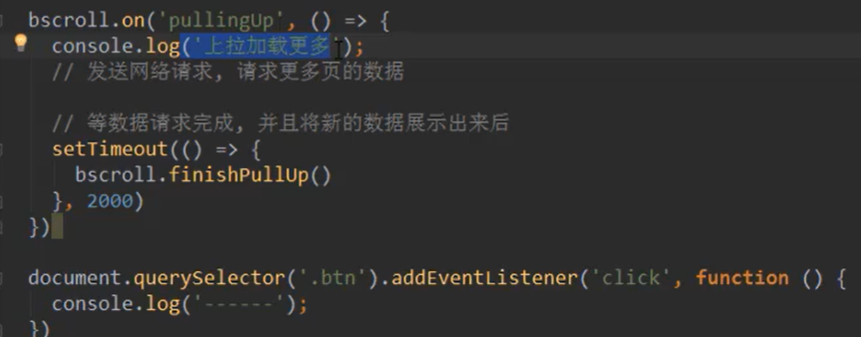 bscroll.on('pullingUp', () => {
console.log('上拉加载更多');
// 发送网络请求, 请求更多页的数据
// 等数据请求完成, 并且将新的数据展示出来后
setTimeout(() => {
bscroll.finishPullUp()
}, 2000)
})
document.querySelector('.btn').addEventListener('click', function () {
console.log('------');
})